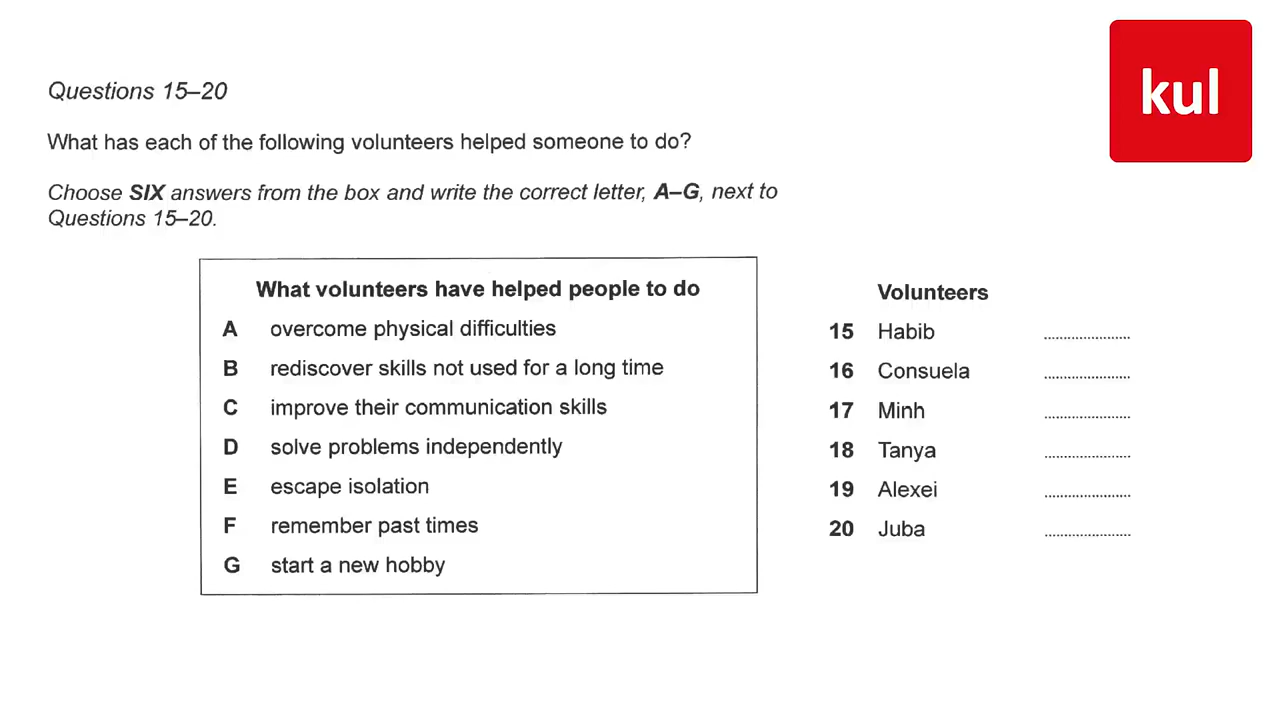 kul
Questions 15–20
What has each of the following volunteers helped someone to do?
Choose SIX answers from the box and write the correct letter, A–G, next to
Questions 15–20.
What volunteers have helped people to do
A overcome physical difficulties
B rediscover skills not used for a long time
C improve their communication skills
D solve problems independently
E escape isolation
F remember past times
G start a new hobby
Volunteers
15 Habib ......................
16 Consuela ......................
17 Minh ......................
18 Tanya ......................
19 Alexei ......................
20 Juba ......................